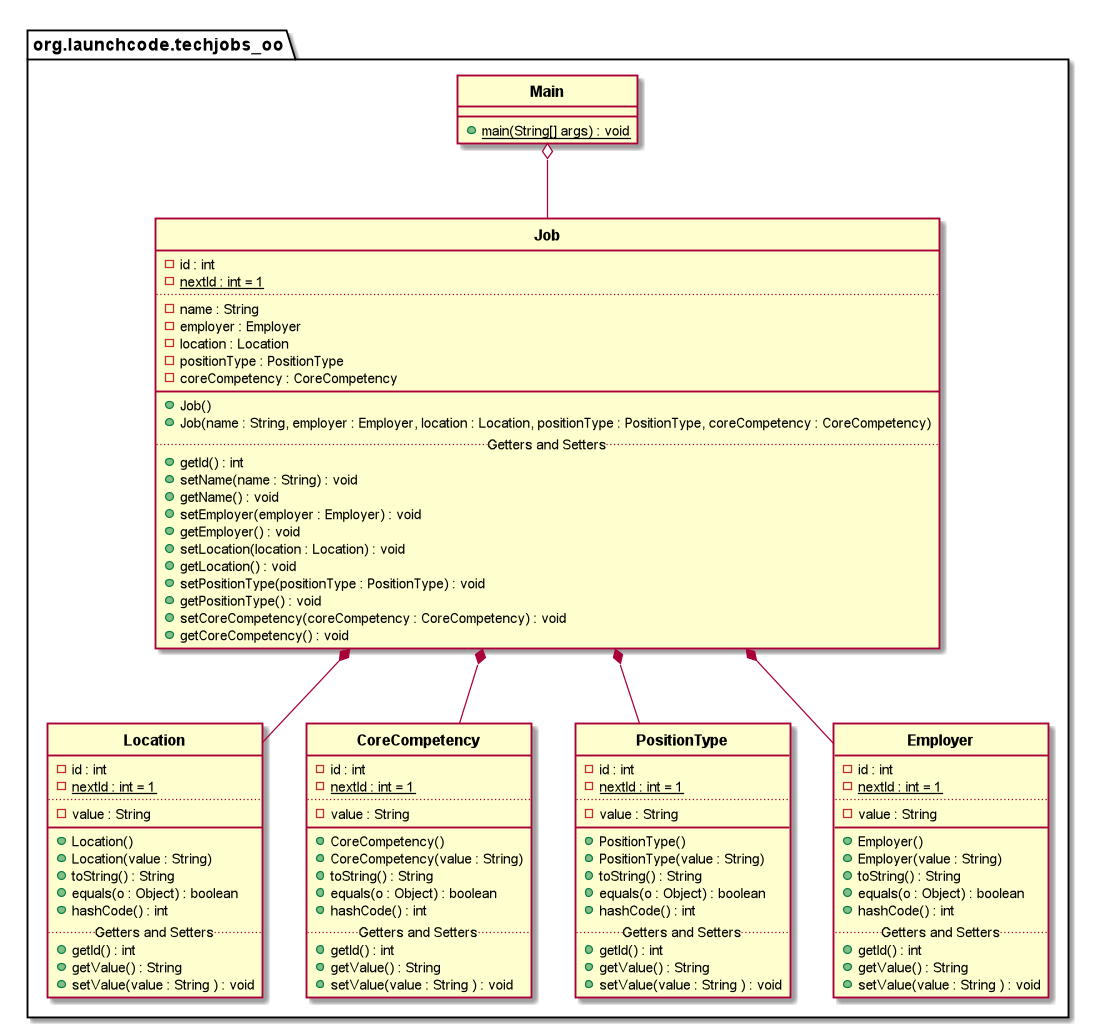 org.launchcode.techjobs_oo
Main
main(String[] args) : void
Job
id : int
nextId : int = 1
name : String
employer : Employer
location : Location
positionType : PositionType
coreCompetency : CoreCompetency
Job()
Job(name : String, employer : Employer, location : Location, positionType : PositionType, coreCompetency : CoreCompetency)
Getters and Setters
getId() : int
setName(name : String) : void
getName() : void
setEmployer(employer : Employer) : void
getEmployer() : void
setLocation(location : Location) : void
getLocation() : void
setPositionType(positionType : PositionType) : void
getPositionType() : void
setCoreCompetency(coreCompetency : CoreCompetency) : void
getCoreCompetency() : void
Location
id : int
nextId : int = 1
value : String
Location()
Location(value : String)
toString() : String
equals(o : Object) : boolean
hashCode() : int
Getters and Setters
getId() : int
getValue() : String
setValue(value : String ) : void
CoreCompetency
id : int
nextId : int = 1
value : String
CoreCompetency()
CoreCompetency(value : String)
toString() : String
equals(o : Object) : boolean
hashCode() : int
Getters and Setters
getId() : int
getValue() : String
setValue(value : String ) : void
PositionType
id : int
nextId : int = 1
value : String
PositionType()
PositionType(value : String)
toString() : String
equals(o : Object) : boolean
hashCode() : int
Getters and Setters
getId() : int
getValue() : String
setValue(value : String ) : void
Employer
id : int
nextId : int = 1
value : String
Employer()
Employer(value : String)
toString() : String
equals(o : Object) : boolean
hashCode() : int
Getters and Setters
getId() : int
getValue() : String
setValue(value : String ) : void